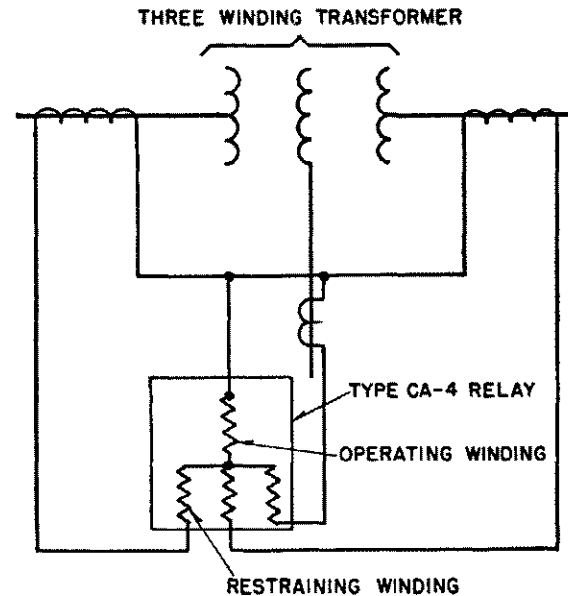 THREE WINDING TRANSFORMER
TYPE CA-4 RELAY
OPERATING WINDING
RESTRAINING WINDING